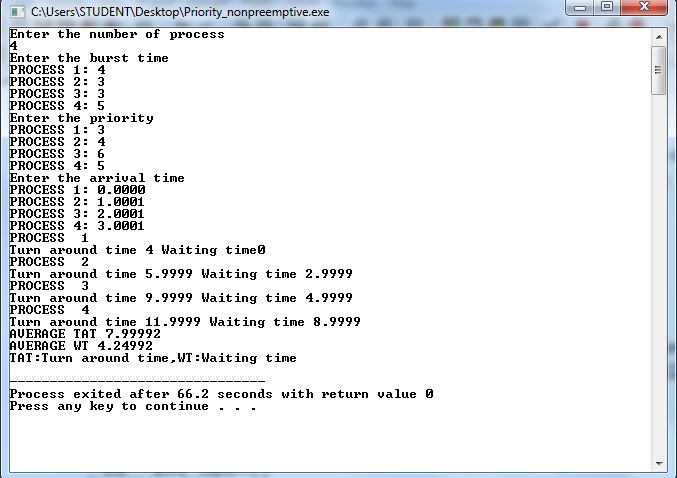 C:\Users\STUDENT\Desktop\Priority_nonpreemptive.exe
Enter the number of process
4
Enter the burst time
PROCESS 1: 4
PROCESS 2: 3
PROCESS 3: 3
PROCESS 4: 5
Enter the priority
PROCESS 1: 3
PROCESS 2: 4
PROCESS 3: 6
PROCESS 4: 5
Enter the arrival time
PROCESS 1: 0.0000
PROCESS 2: 1.0001
PROCESS 3: 2.0001
PROCESS 4: 3.0001
PROCESS  1
Turn around time 4 Waiting time0
PROCESS  2
Turn around time 5.9999 Waiting time 2.9999
PROCESS  3
Turn around time 9.9999 Waiting time 4.9999
PROCESS  4
Turn around time 11.9999 Waiting time 8.9999
AVERAGE TAT 7.99992
AVERAGE WT 4.24992
TAT:Turn around time,WT:Waiting time
--------------------------------
Process exited after 66.2 seconds with return value 0
Press any key to continue . . .